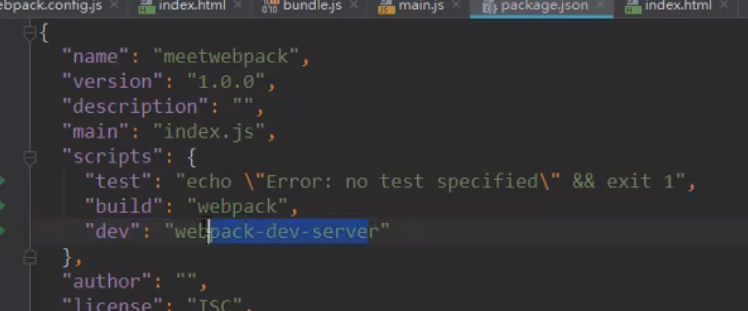 ebpack.config.js index.html bundle.js main.js package.json index.html
{
"name": "meetwebpack",
"version": "1.0.0",
"description": "",
"main": "index.js",
"scripts": {
"test": "echo \"Error: no test specified\" && exit 1",
"build": "webpack",
"dev": "webpack-dev-server"
},
"author": "",
"license": "ISC",